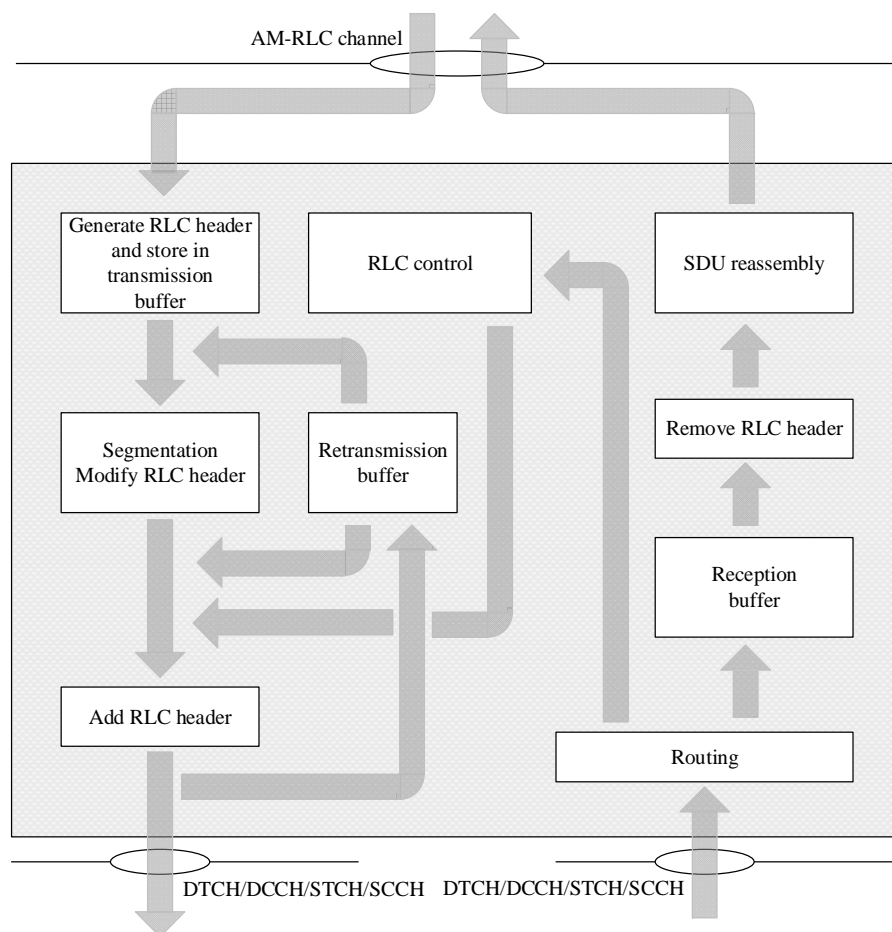 AM-RLC channel
Generate RLC header
and store in
transmission
buffer
RLC control
SDU reassembly
Segmentation
Modify RLC header
Retransmission
buffer
Remove RLC header
Reception
buffer
Add RLC header
Routing
DTCH/DCCH/STCH/SCCH
DTCH/DCCH/STCH/SCCH